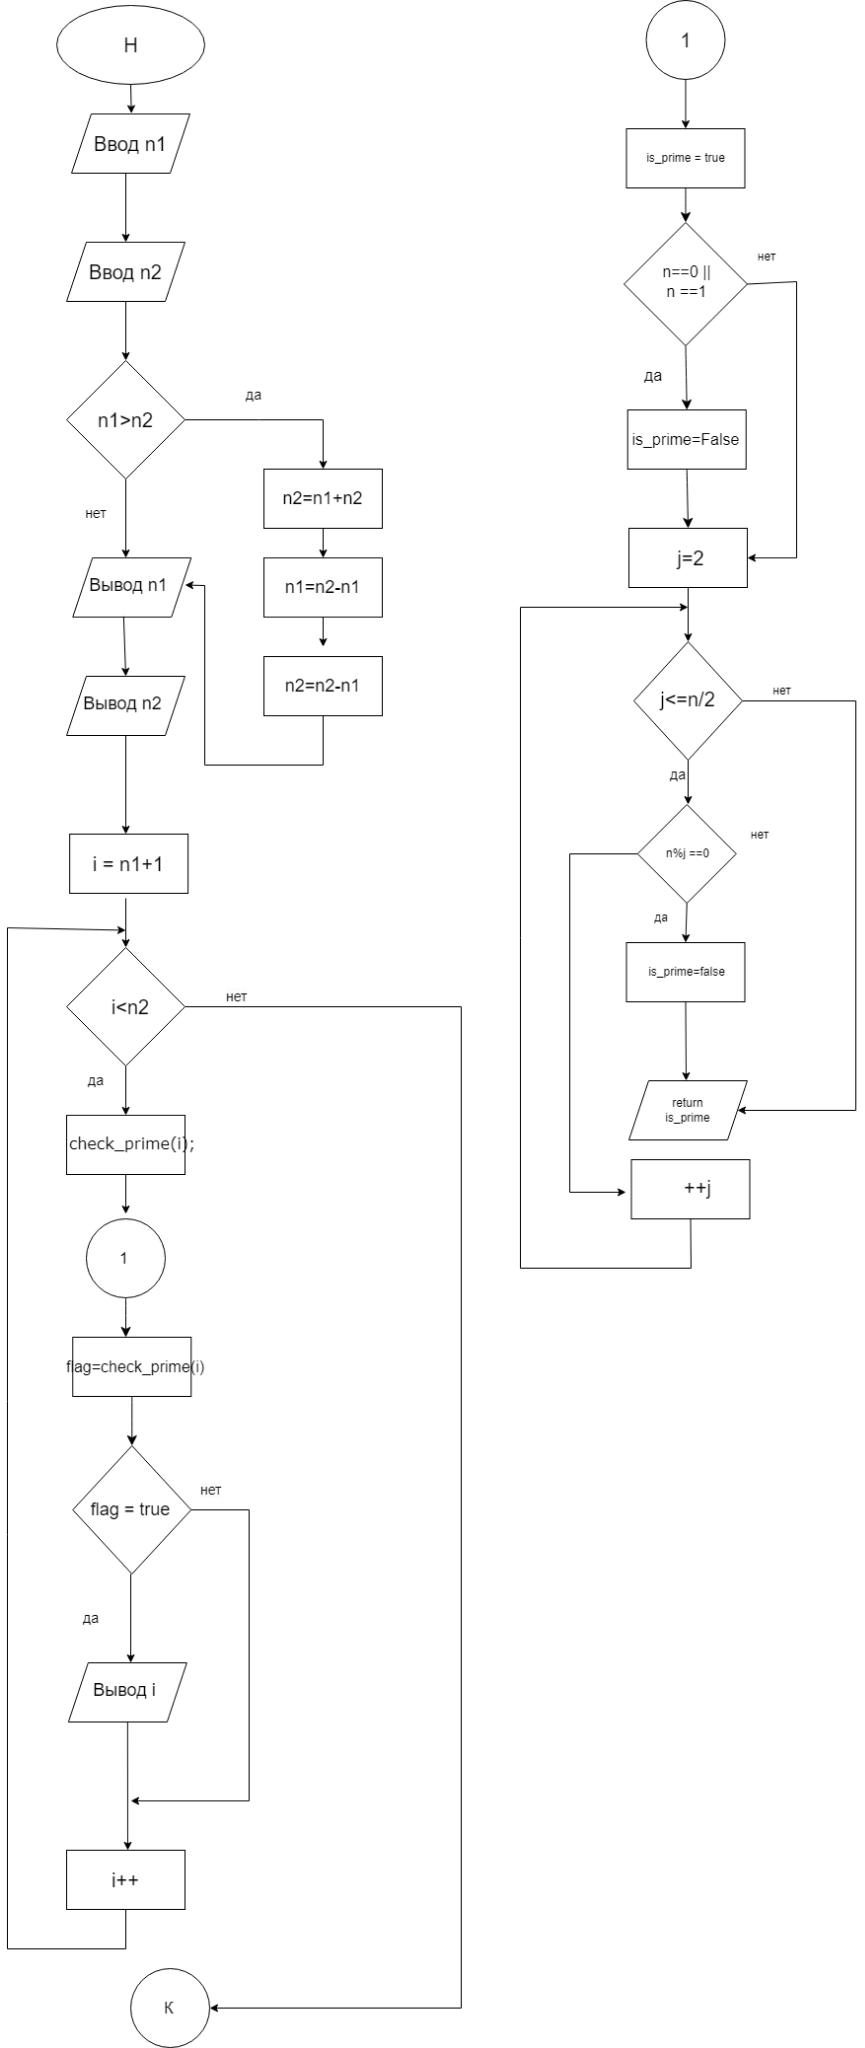 Н
Ввод n1
Ввод n2
n1>n2
да
нет
n2=n1+n2
n1=n2-n1
n2=n2-n1
Вывод n1
Вывод n2
i = n1+1
i<n2
нет
да
check_prime(i);
1
flag=check_prime(i)
flag = true
нет
да
Вывод i
i++
К
1
is_prime = true
n==0 ||
n ==1
нет
да
is_prime=False
j=2
j<=n/2
нет
да
n%j ==0
нет
да
is_prime=false
return
is_prime
++j